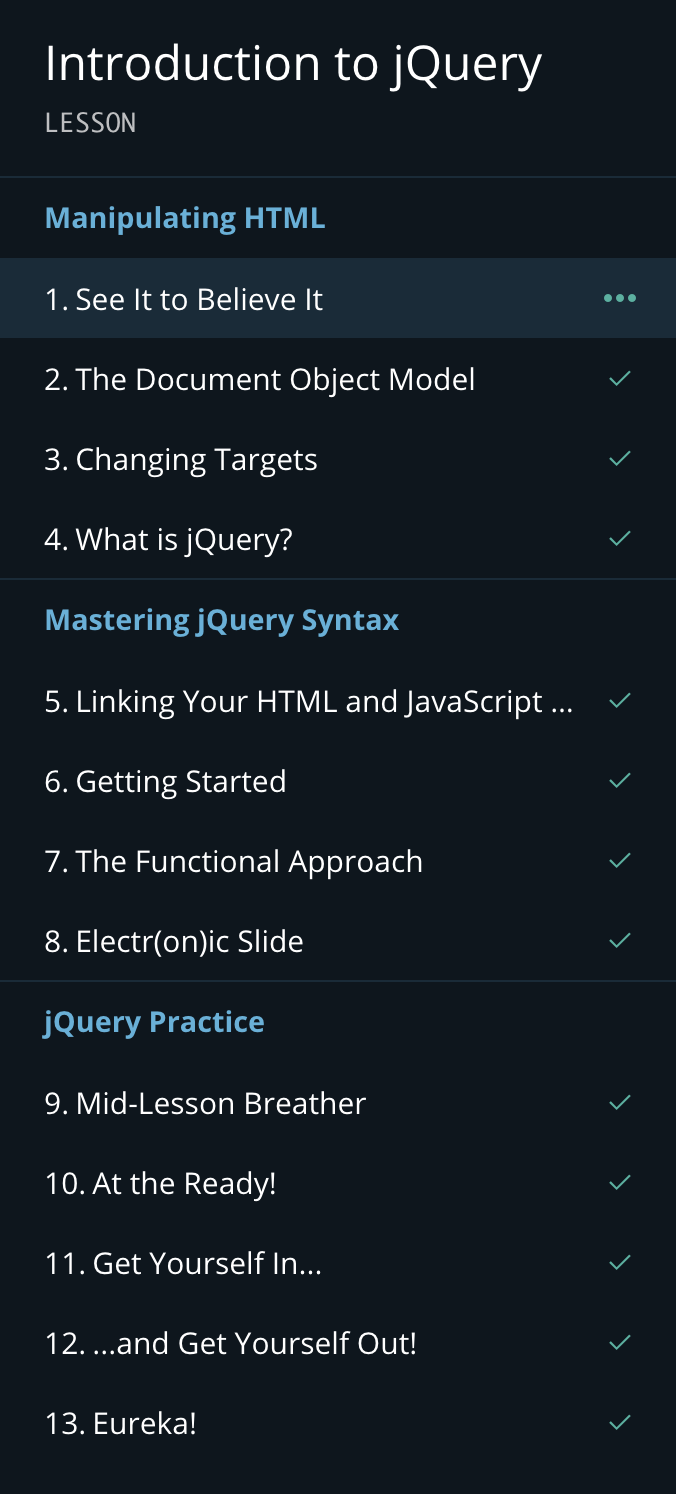 Introduction to jQuery
LESSON
Manipulating HTML
1. See It to Believe It
2. The Document Object Model
3. Changing Targets
4. What is jQuery?
Mastering jQuery Syntax
5. Linking Your HTML and JavaScript ...
6. Getting Started
7. The Functional Approach
8. Electr(on)ic Slide
jQuery Practice
9. Mid-Lesson Breather
10. At the Ready!
11. Get Yourself In...
12. ...and Get Yourself Out!
13. Eureka!